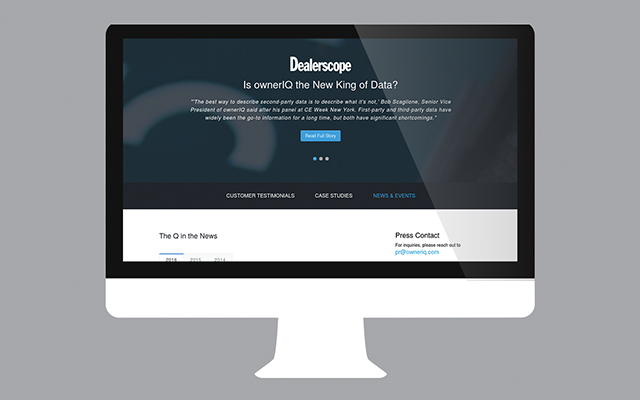 Dealerscope
Is ownerIQ the New King of Data?
"'The best way to describe second-party data is to describe what it's not,' Bob Scaglione, Senior Vice
President of ownerIQ said after his panel at CE Week New York. First-party and third-party data have
widely been the go-to information for a long time, but both have significant shortcomings."
Read Full Story
CUSTOMER TESTIMONIALS CASE STUDIES NEWS & EVENTS
The Q in the News
Press Contact
For inquiries, please reach out to
pr@owneriq.com
2016 2015 2014